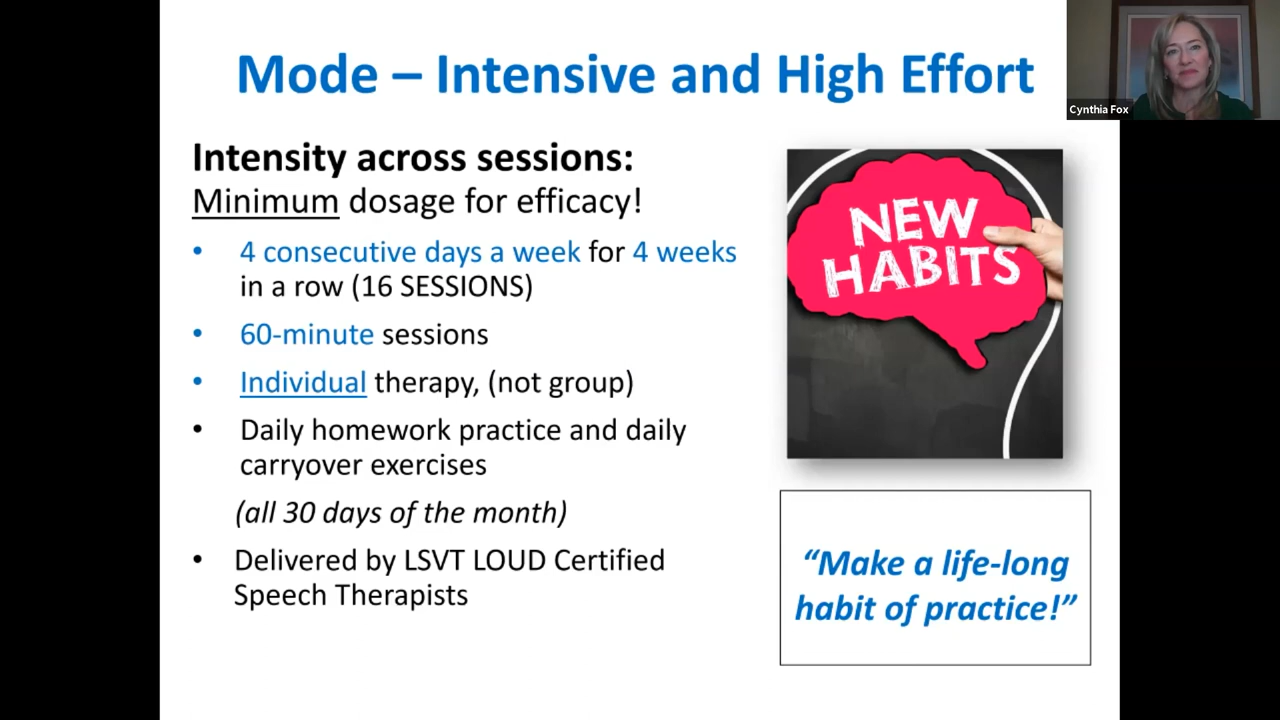 Mode – Intensive and High Effort
Cynthia Fox
Intensity across sessions:
Minimum dosage for efficacy!
• 4 consecutive days a week for 4 weeks
in a row (16 SESSIONS)
• 60-minute sessions
• Individual therapy, (not group)
• Daily homework practice and daily
carryover exercises
(all 30 days of the month)
• Delivered by LSVT LOUD Certified
Speech Therapists
NEW
HABITS
“Make a life-long
habit of practice!”